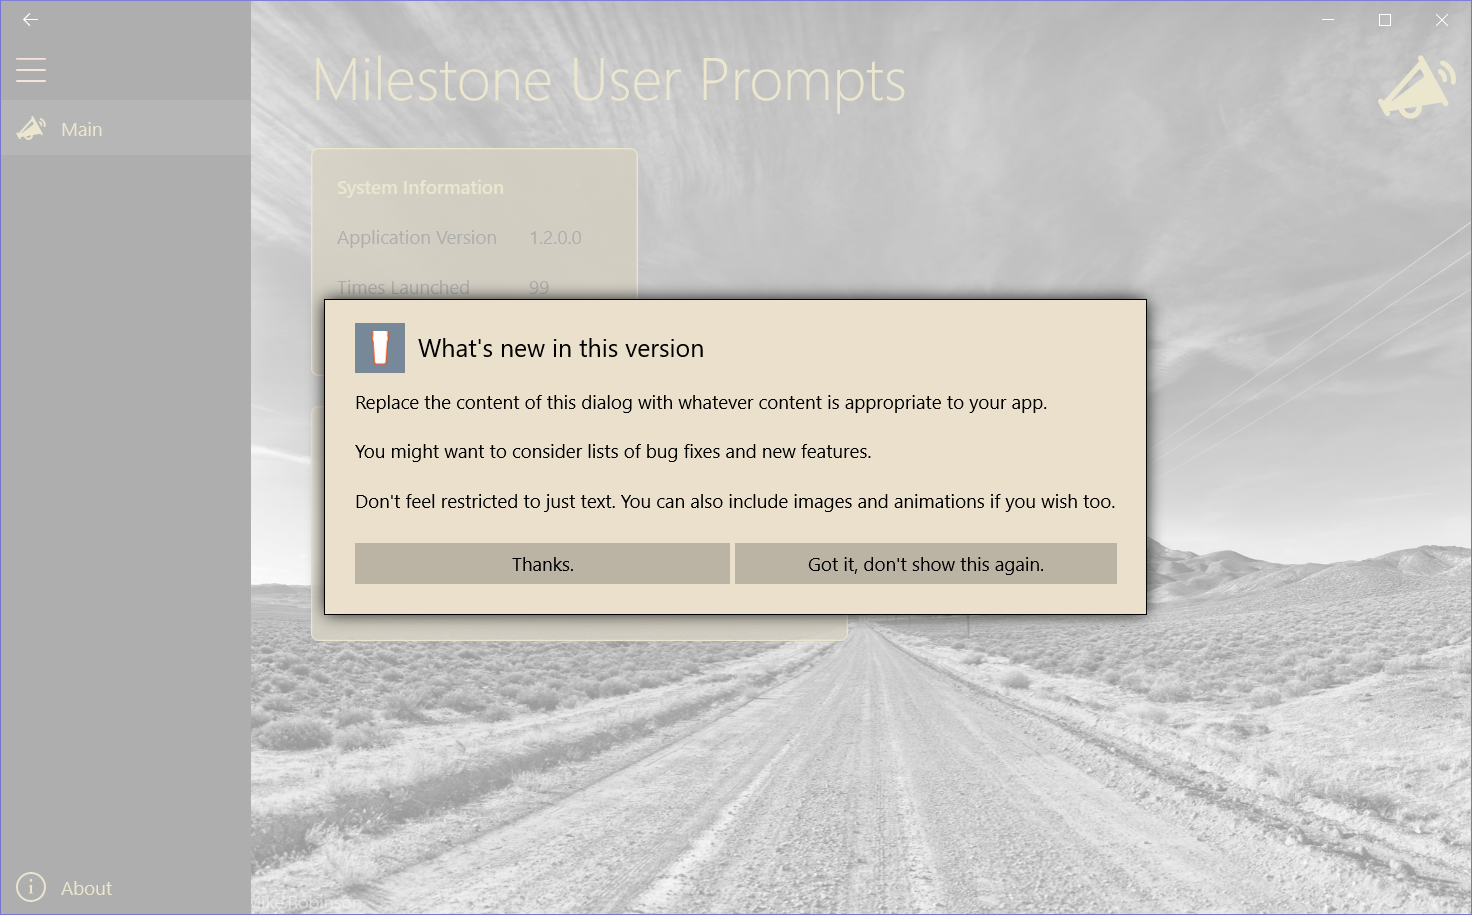 Milestone User Prompts
Main
System Information
Application Version 1.2.0.0
Times Launched 99
What's new in this version
Replace the content of this dialog with whatever content is appropriate to your app.
You might want to consider lists of bug fixes and new features.
Don't feel restricted to just text. You can also include images and animations if you wish too.
Thanks.
Got it, don't show this again.
About
Mike Robinson